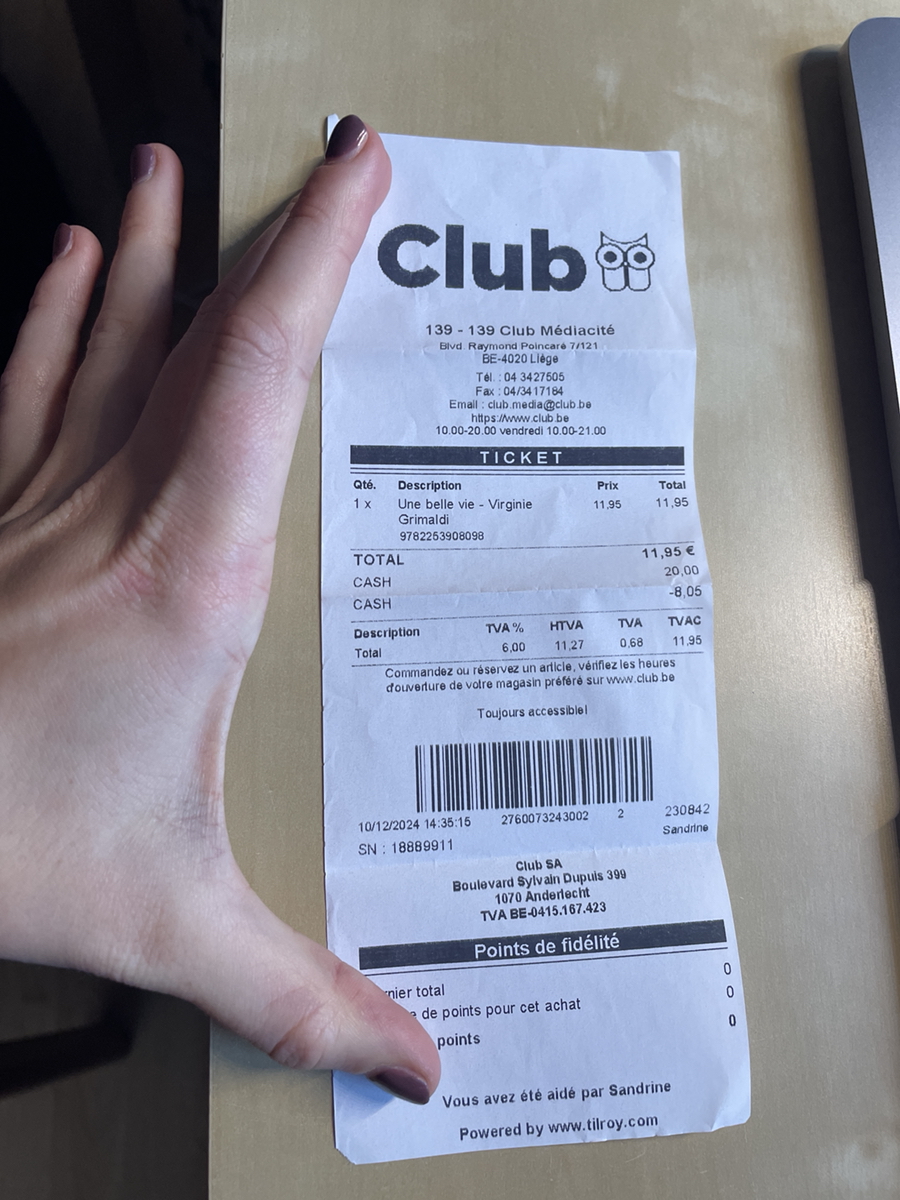 Club
139 - 139 Club Médiacité
Blvd. Raymond Poincaré 7/121
BE-4020 Liège
Tél. : 04 3427605
Fax : 04/3417184
Email : club.media@club.be
https://www.club.be
10.00-20.00 vendredi 10.00-21.00
TICKET
Qté. Description Prix Total
1 x Une belle vie - Virginie 11,95 11,95
Grimaldi
9782253908098
TOTAL 11,95 €
CASH 20,00
CASH -8,05
Description TVA % HTVA TVA TVAC
Total 6,00 11,27 0,68 11,95
Commandez ou réservez un article, vérifiez les heures
d'ouverture de votre magasin préféré sur www.club.be
Toujours accessible!
10/12/2024 14:35:15 2760073243002 2 230842
Sandrine
SN : 18889911
Club SA
Boulevard Sylvain Dupuis 399
1070 Anderlecht
TVA BE-0415.167.423
Points de fidélité
nier total 0
de points pour cet achat 0
points 0
Vous avez été aidé par Sandrine
Powered by www.tilroy.com